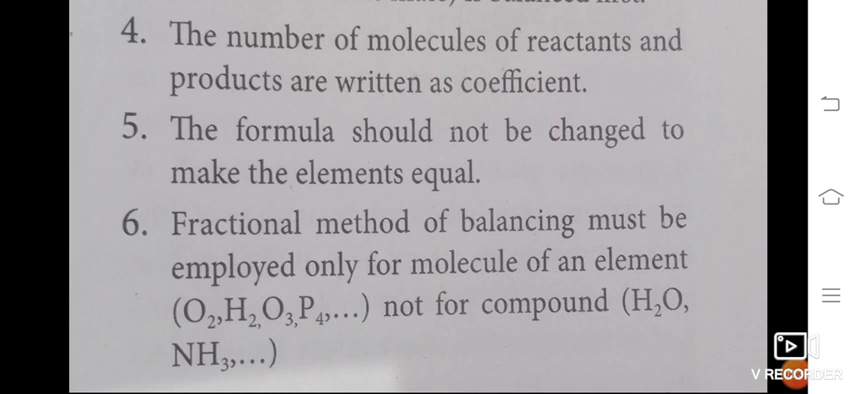 4. The number of molecules of reactants and
products are written as coefficient.
5. The formula should not be changed to
make the elements equal.
6. Fractional method of balancing must be
employed only for molecule of an element
(O₂,H₂,O₃,P₄,...) not for compound (H₂O,
NH₃,...)
V RECORDER